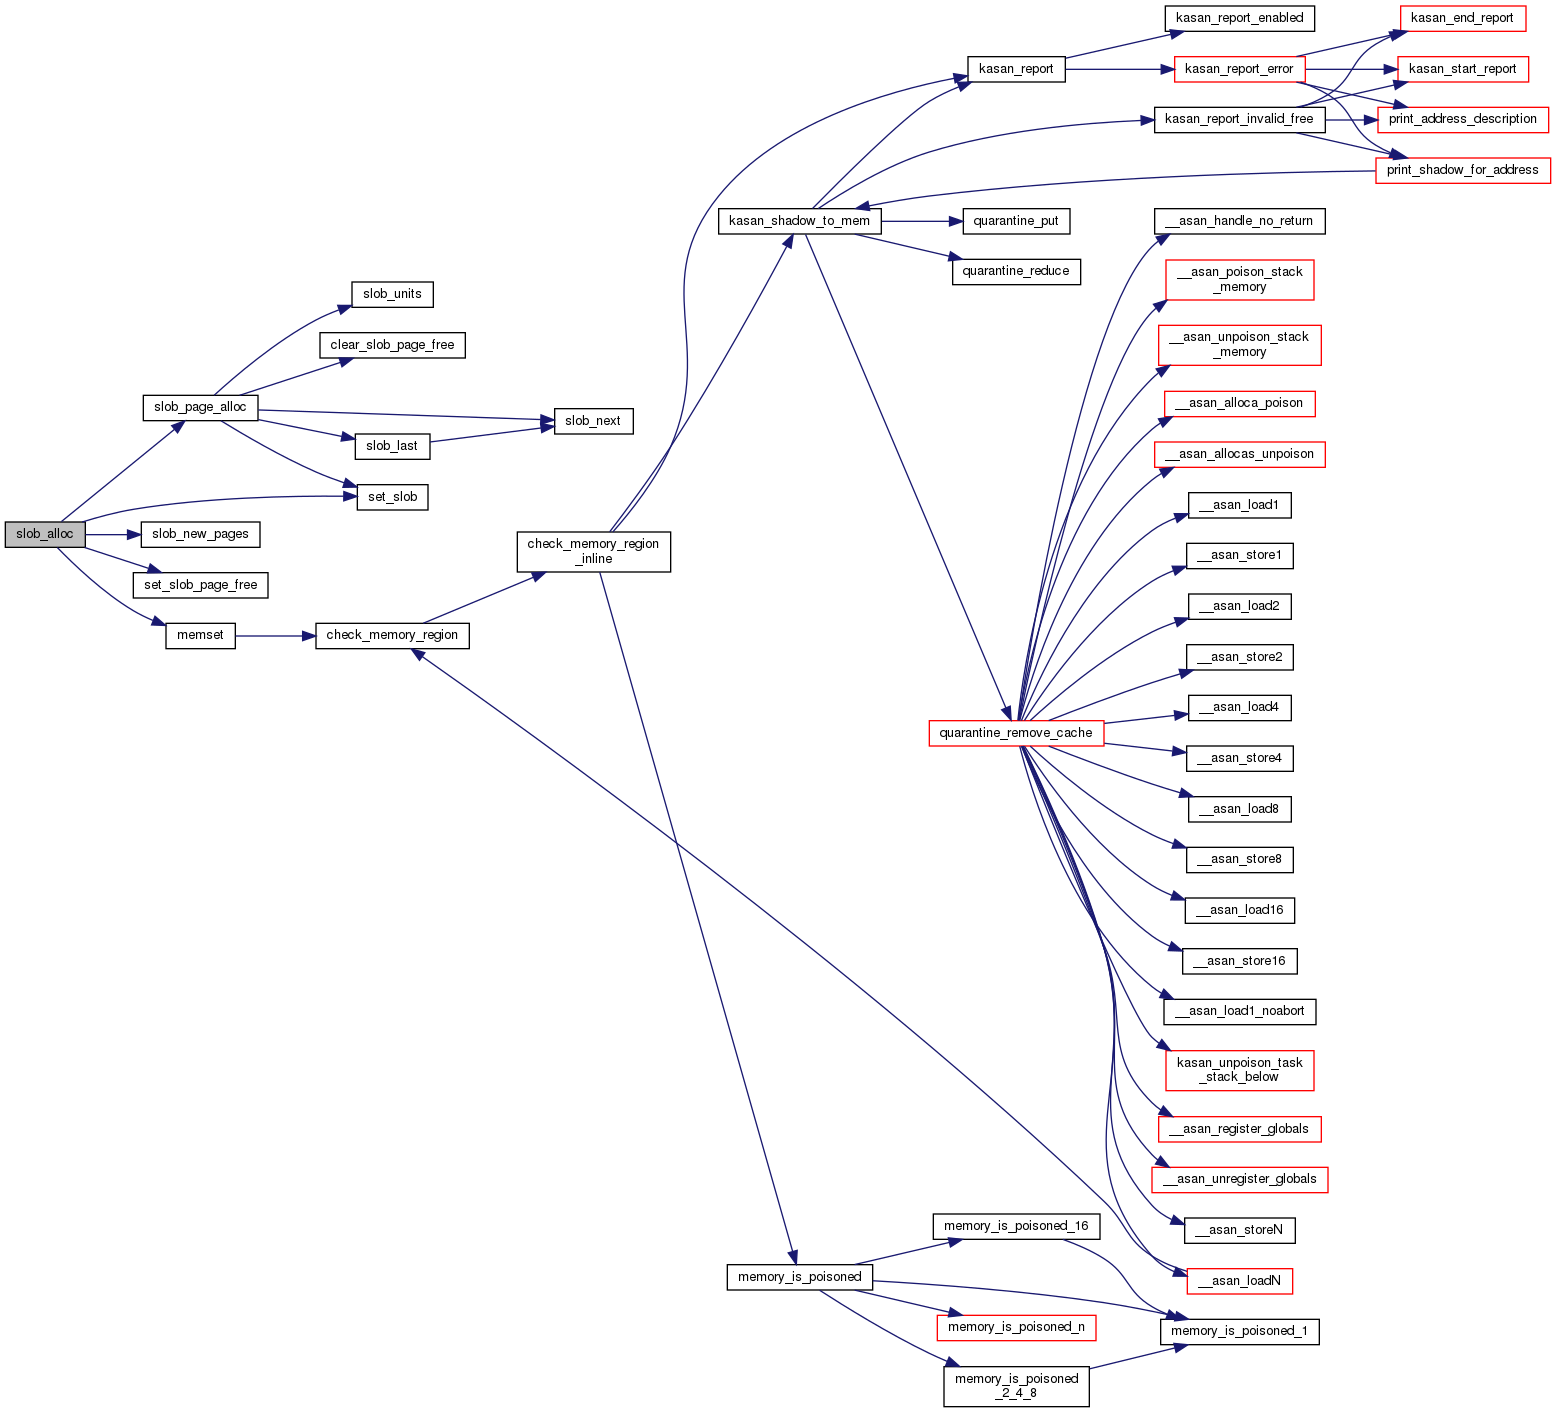 slob_alloc
slob_page_alloc
slob_new_pages
set_slob_page_free
memset
slob_units
clear_slob_page_free
slob_last
set_slob
check_memory_region
slob_next
check_memory_region
_inline
kasan_shadow_to_mem
memory_is_poisoned
kasan_report
quarantine_put
quarantine_reduce
quarantine_remove_cache
memory_is_poisoned_16
memory_is_poisoned_n
memory_is_poisoned
_2_4_8
kasan_report_enabled
kasan_report_error
kasan_report_invalid_free
__asan_handle_no_return
__asan_poison_stack
_memory
__asan_unpoison_stack
_memory
__asan_alloca_poison
__asan_allocas_unpoison
__asan_load1
__asan_store1
__asan_load2
__asan_store2
__asan_load4
__asan_store4
__asan_load8
__asan_store8
__asan_load16
__asan_store16
__asan_load1_noabort
kasan_unpoison_task
_stack_below
__asan_register_globals
__asan_unregister_globals
__asan_storeN
__asan_loadN
memory_is_poisoned_1
kasan_end_report
kasan_start_report
print_address_description
print_shadow_for_address